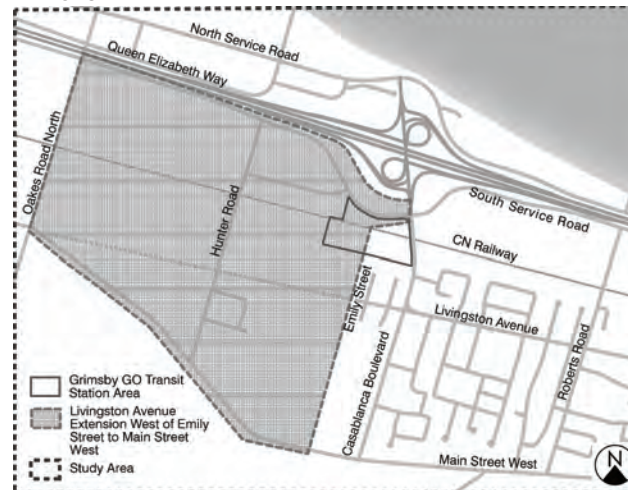 North Service Road
Queen Elizabeth Way
Oakes Road North
Hunter Road
South Service Road
CN Railway
Emily Street
Livingston Avenue
Casablanca Boulevard
Roberts Road
Main Street West
Grimsby GO Transit
Station Area
Livingston Avenue
Extension West of Emily
Street to Main Street
West
Study Area
N